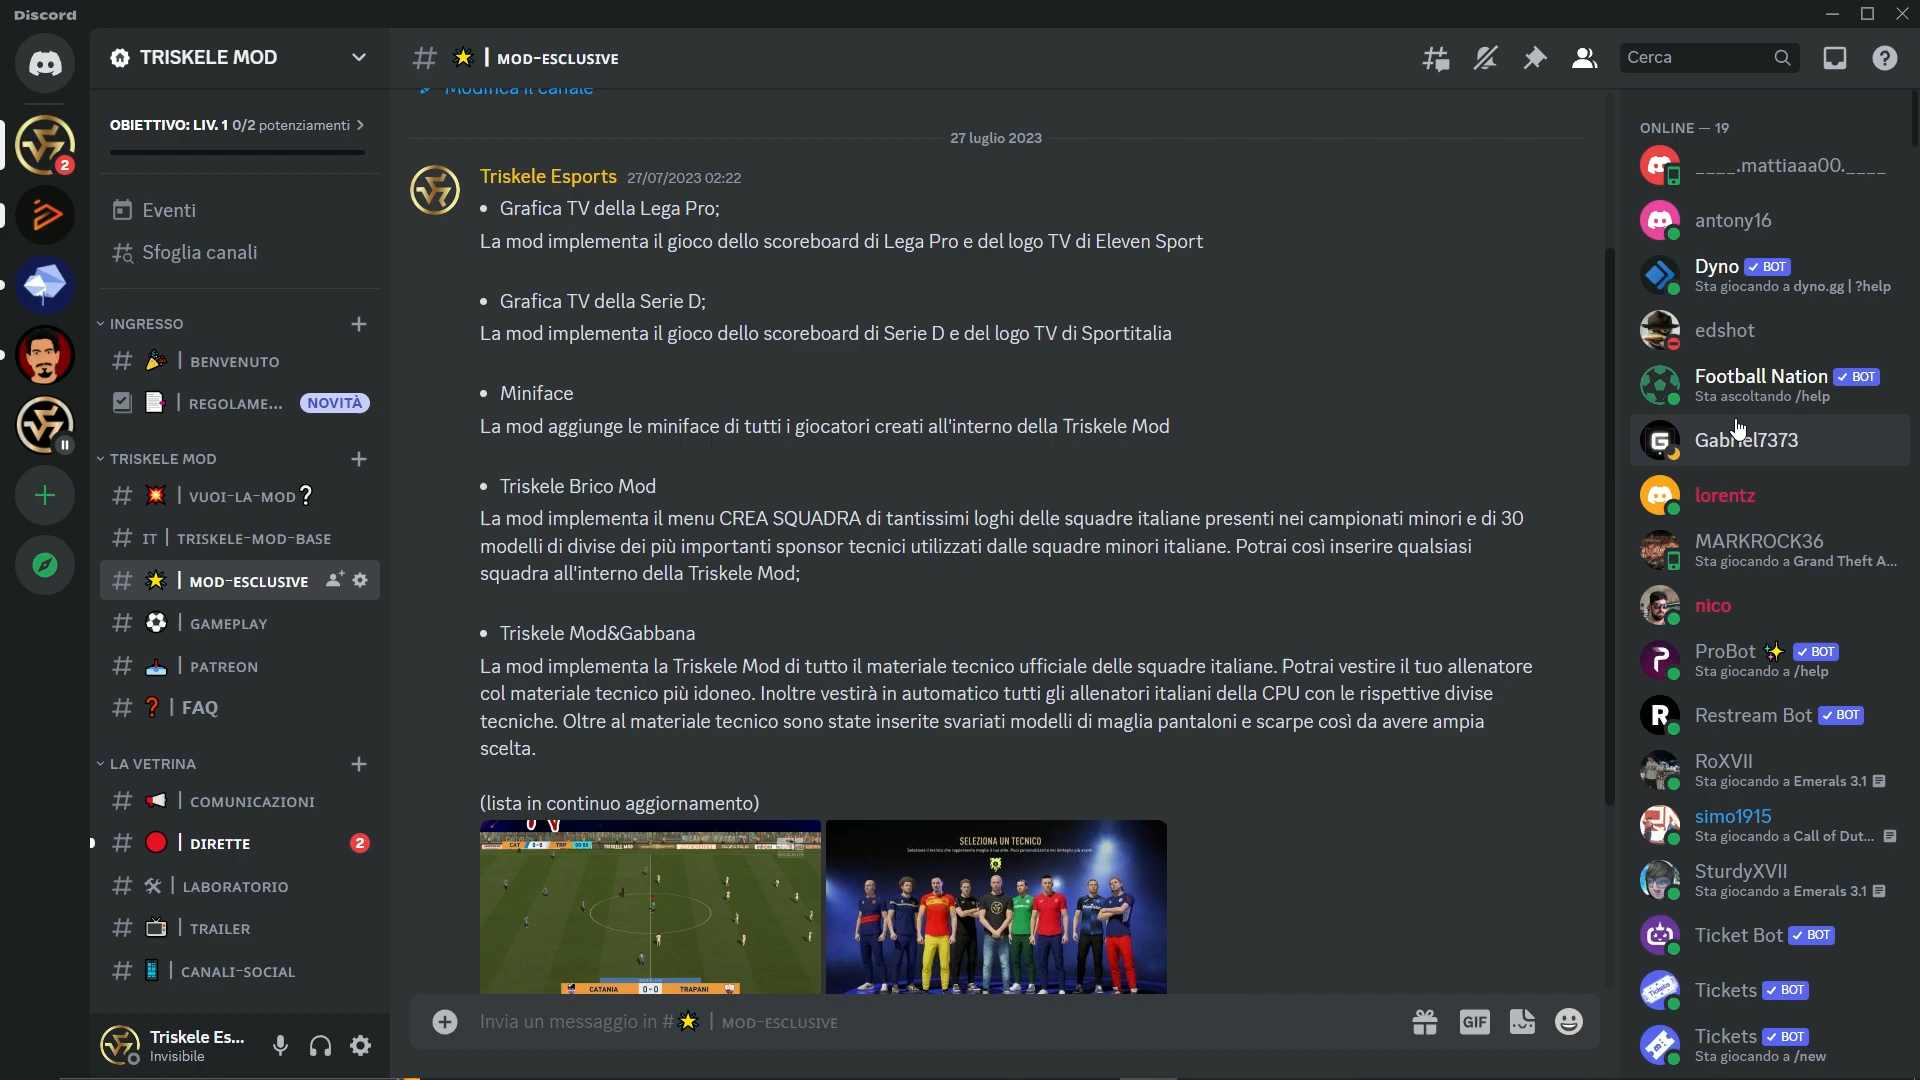 Discord
TRISKELE MOD
OBIETTIVO: LIV. 1 0/2 potenziamenti
Eventi
Sfoglia canali
INGRESSO
BENVENUTO
REGOLAME... NOVITÀ
TRISKELE MOD
VUOI-LA-MOD❓
IT | TRISKELE-MOD-BASE
MOD-ESCLUSIVE
GAMEPLAY
PATREON
FAQ
LA VETRINA
COMUNICAZIONI
DIRETTE 2
LABORATORIO
TRAILER
CANALI-SOCIAL
Triskele Es...
Invisibile
2
# ⭐ | MOD-ESCLUSIVE
Cerca
Modifica il canale
27 luglio 2023
Triskele Esports 27/07/2023 02:22
• Grafica TV della Lega Pro;
La mod implementa il gioco dello scoreboard di Lega Pro e del logo TV di Eleven Sport
• Grafica TV della Serie D;
La mod implementa il gioco dello scoreboard di Serie D e del logo TV di Sportitalia
• Miniface
La mod aggiunge le miniface di tutti i giocatori creati all'interno della Triskele Mod
• Triskele Brico Mod
La mod implementa il menu CREA SQUADRA di tantissimi loghi delle squadre italiane presenti nei campionati minori e di 30
modelli di divise dei più importanti sponsor tecnici utilizzati dalle squadre minori italiane. Potrai così inserire qualsiasi
squadra all'interno della Triskele Mod;
• Triskele Mod&Gabbana
La mod implementa la Triskele Mod di tutto il materiale tecnico ufficiale delle squadre italiane. Potrai vestire il tuo allenatore
col materiale tecnico più idoneo. Inoltre vestirà in automatico tutti gli allenatori italiani della CPU con le rispettive divise
tecniche. Oltre al materiale tecnico sono state inserite svariati modelli di maglia pantaloni e scarpe così da avere ampia
scelta.
(lista in continuo aggiornamento)
CAT 0-0 TRP 00:00
CATANIA 0-0 TRAPANI
SELEZIONA UN TECNICO
Invia un messaggio in #⭐ | MOD-ESCLUSIVE
GIF
ONLINE — 19
____.mattiaaa00.____
antony16
Dyno BOT
Sta giocando a dyno.gg | ?help
edshot
Football Nation BOT
Sta ascoltando /help
Gabriel7373
lorentz
MARKROCK36
Sta giocando a Grand Theft A...
nico
ProBot ✨ BOT
Sta giocando a /help
Restream Bot BOT
RoXVII
Sta giocando a Emerals 3.1
simo1915
Sta giocando a Call of Dut...
SturdyXVII
Sta giocando a Emerals 3.1
Ticket Bot BOT
Tickets BOT
Tickets BOT
Sta giocando a /new